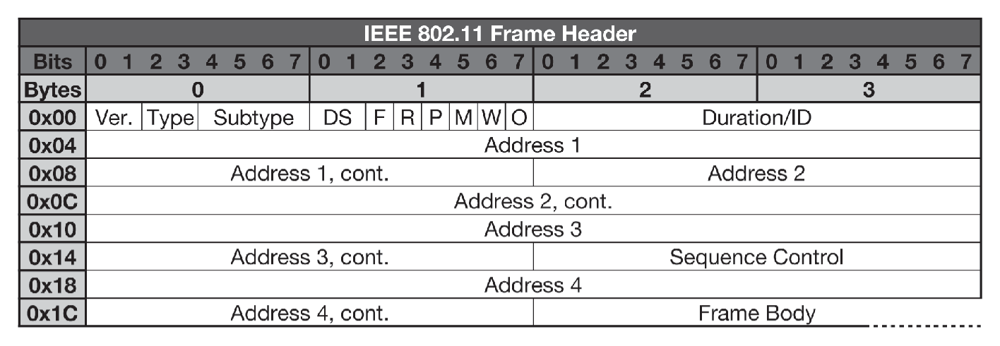 IEEE 802.11 Frame Header
Bits 0 1 2 3 4 5 6 7 0 1 2 3 4 5 6 7 0 1 2 3 4 5 6 7 0 1 2 3 4 5 6 7
Bytes 0 1 2 3
0x00 Ver. Type Subtype DS F R P M W O Duration/ID
0x04 Address 1
0x08 Address 1, cont. Address 2
0x0C Address 2, cont.
0x10 Address 3
0x14 Address 3, cont. Sequence Control
0x18 Address 4
0x1C Address 4, cont. Frame Body